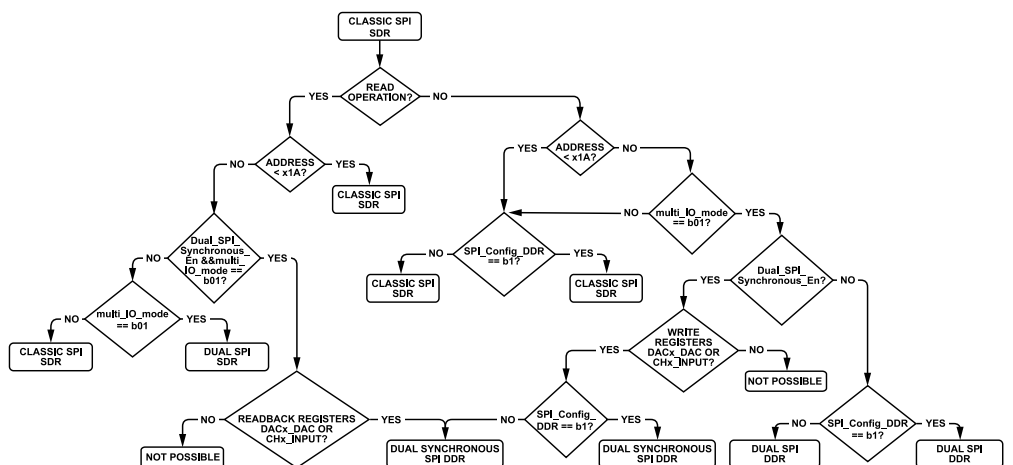 CLASSIC SPI
SDR
READ
OPERATION?
YES
NO
ADDRESS
< x1A?
NO
YES
CLASSIC SPI
SDR
ADDRESS
< x1A?
YES
NO
multi_IO_mode
== b01?
NO
YES
Dual_SPI_
Synchronous_
En &&multi_
IO_mode ==
b01?
NO
YES
SPI_Config_DDR
== b1?
NO
YES
CLASSIC SPI
SDR
CLASSIC SPI
SDR
Dual_SPI_
Synchronous_En?
YES
NO
multi_IO_mode
== b01
NO
YES
CLASSIC SPI
SDR
DUAL SPI
SDR
WRITE
REGISTERS
DACx_DAC OR
CHx_INPUT?
YES
NO
NOT POSSIBLE
READBACK REGISTERS
DACx_DAC OR
CHx_INPUT?
NO
YES
NOT POSSIBLE
SPI_Config_
DDR == b1?
NO
YES
DUAL SYNCHRONOUS
SPI DDR
DUAL SYNCHRONOUS
SPI DDR
SPI_Config_DDR
== b1?
NO
YES
DUAL SPI
DDR
DUAL SPI
DDR